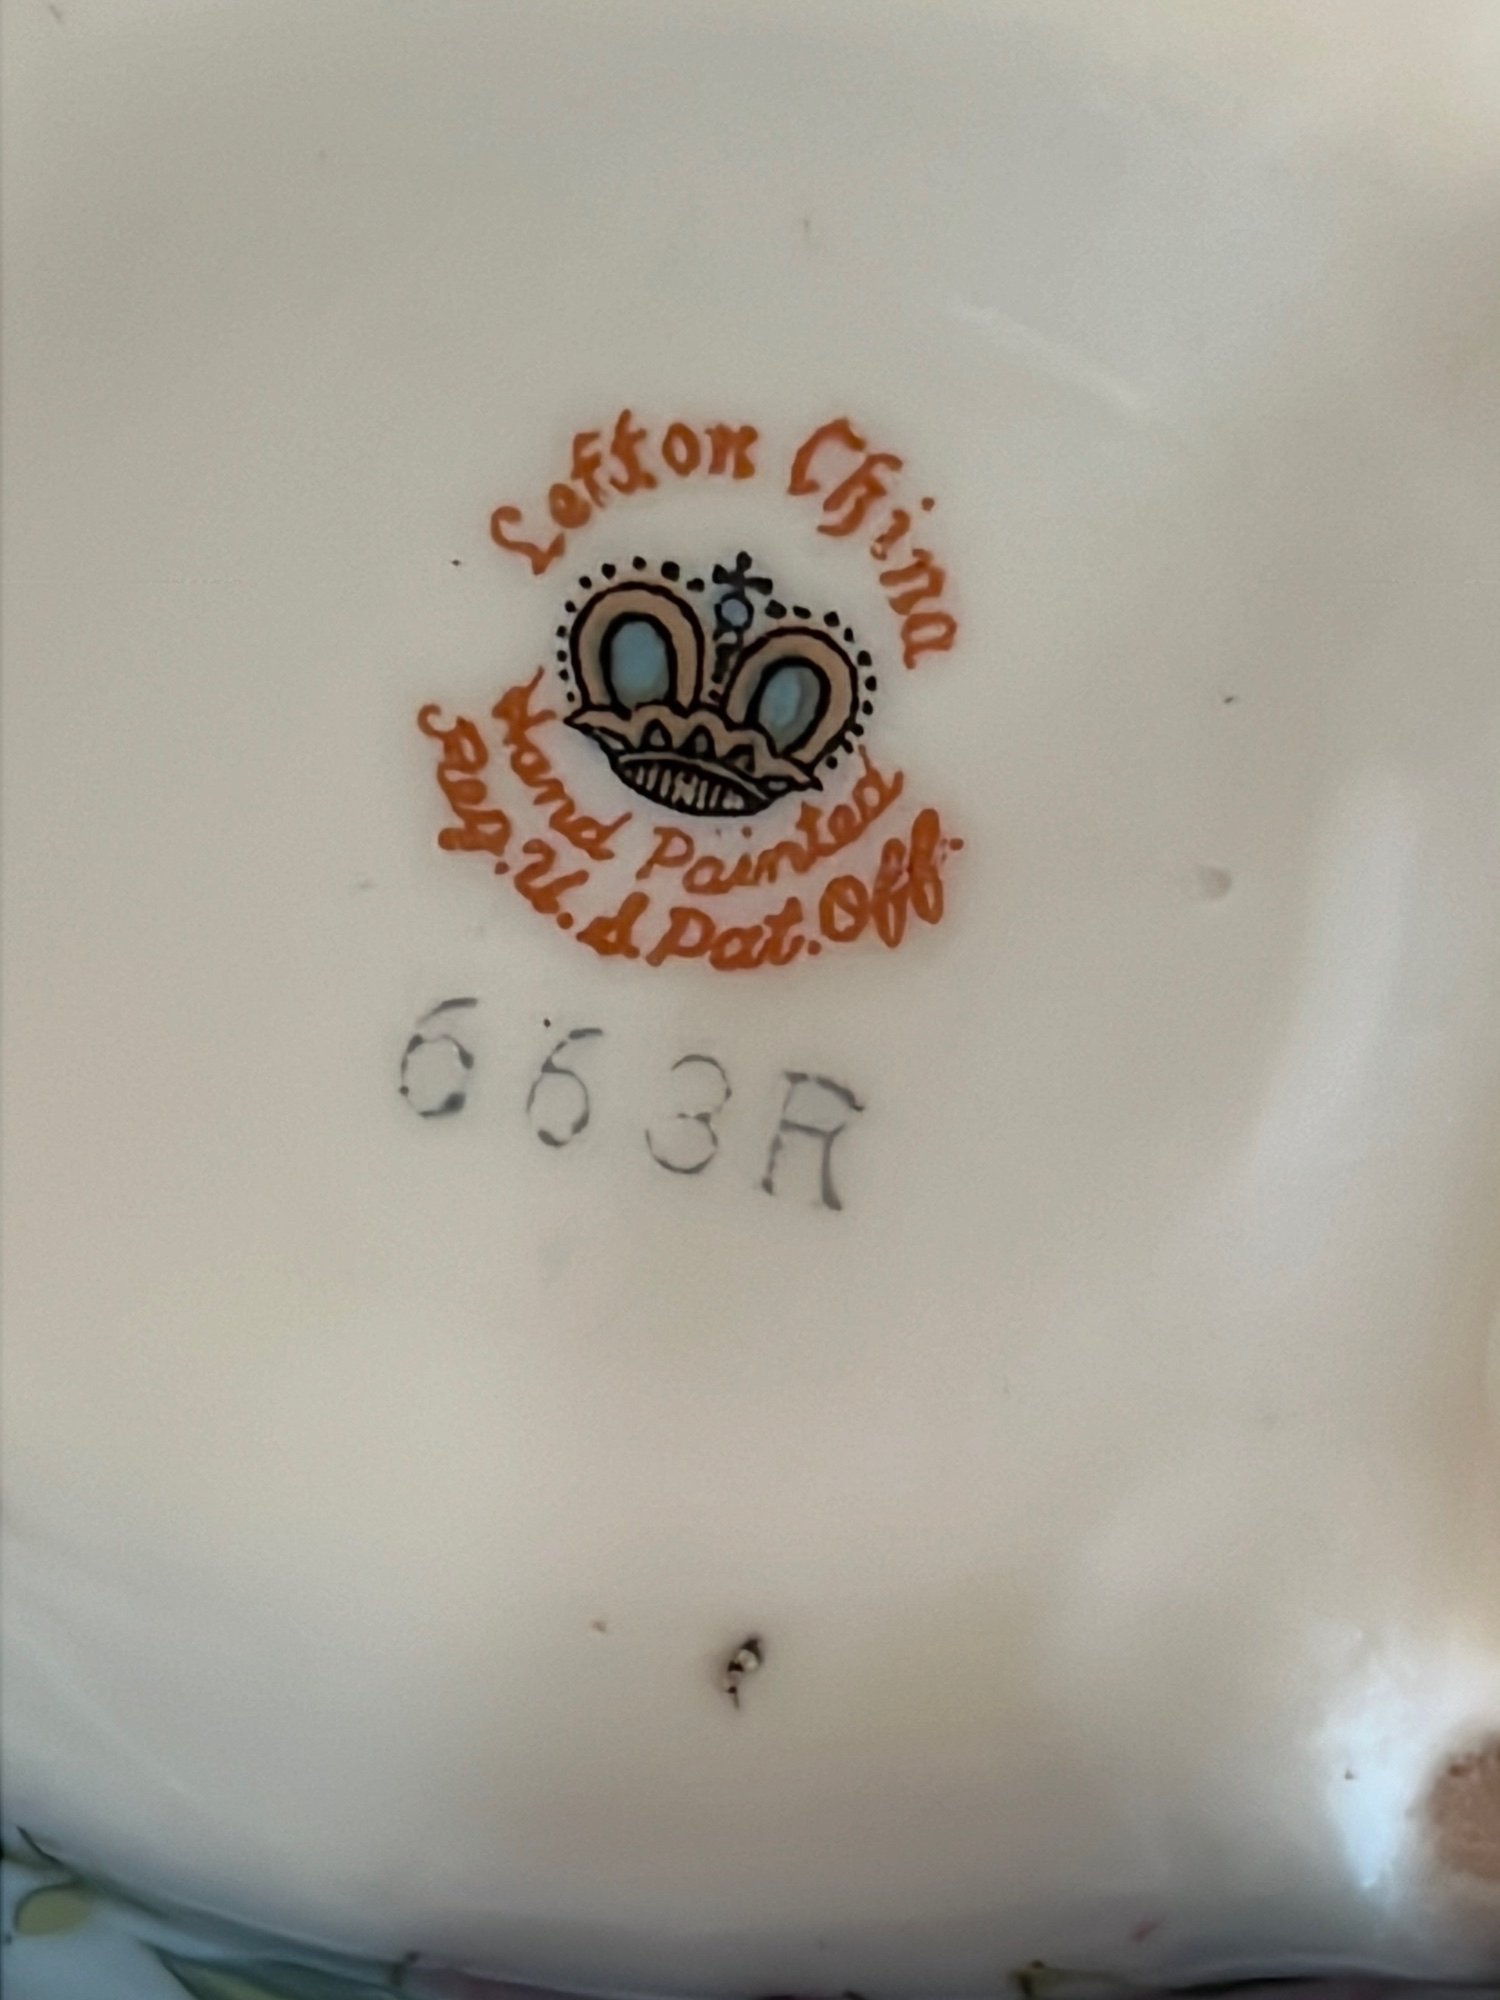 Lefton China
Hand Painted
Reg. U.S. Pat. Off.
663R